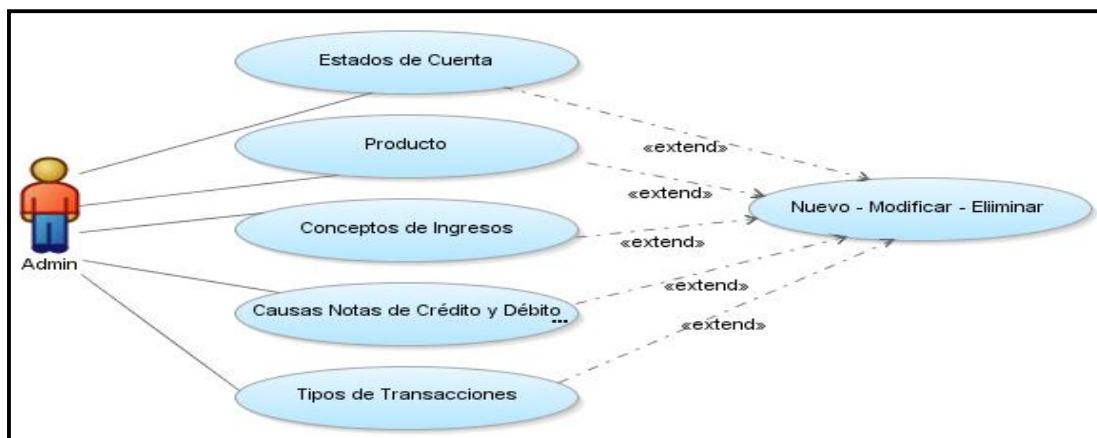 Estados de Cuenta
Producto
Conceptos de Ingresos
Causas Notas de Crédito y Débito
...
Tipos de Transacciones
Admin
«extend»
«extend»
«extend»
«extend»
«extend»
Nuevo - Modificar - Eliiminar